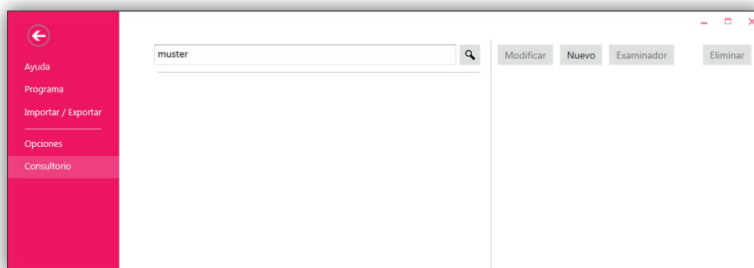 muster
Modificar Nuevo Examinador Eliminar
Ayuda
Programa
Importar / Exportar
Opciones
Consultorio